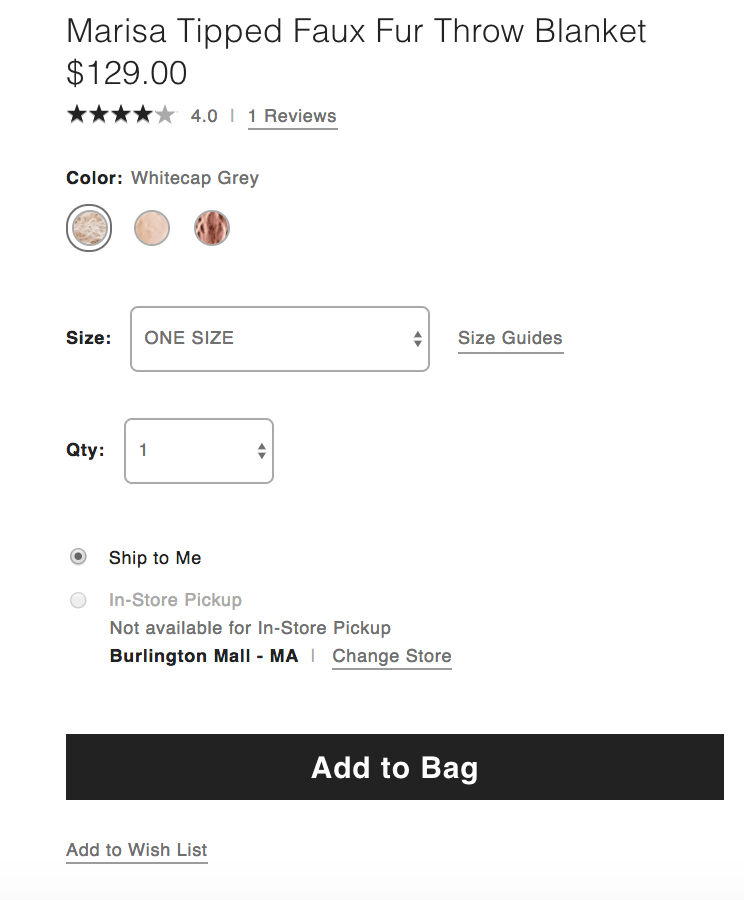 Marisa Tipped Faux Fur Throw Blanket
$129.00
4.0 | 1 Reviews
Color: Whitecap Grey
Size: ONE SIZE Size Guides
Qty: 1
Ship to Me
In-Store Pickup
Not available for In-Store Pickup
Burlington Mall - MA | Change Store
Add to Bag
Add to Wish List